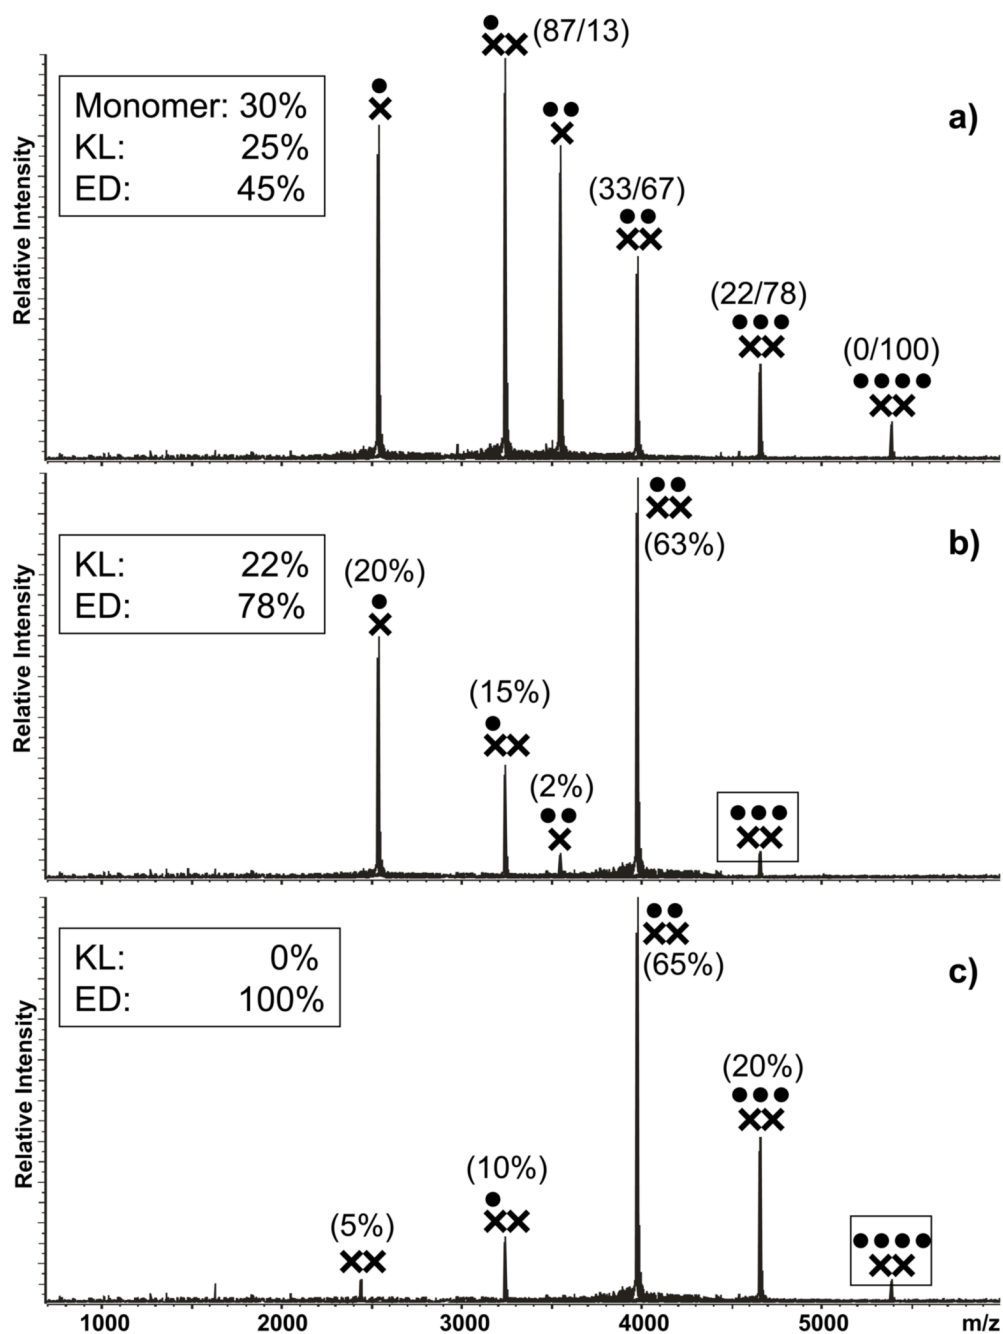 (87/13)
a)
Monomer: 30%
KL: 25%
ED: 45%
(33/67)
(22/78)
(0/100)
Relative Intensity
b)
KL: 22%
ED: 78%
(20%)
(63%)
(15%)
(2%)
Relative Intensity
c)
KL: 0%
ED: 100%
(65%)
(20%)
(10%)
(5%)
Relative Intensity
1000 2000 3000 4000 5000 m/z